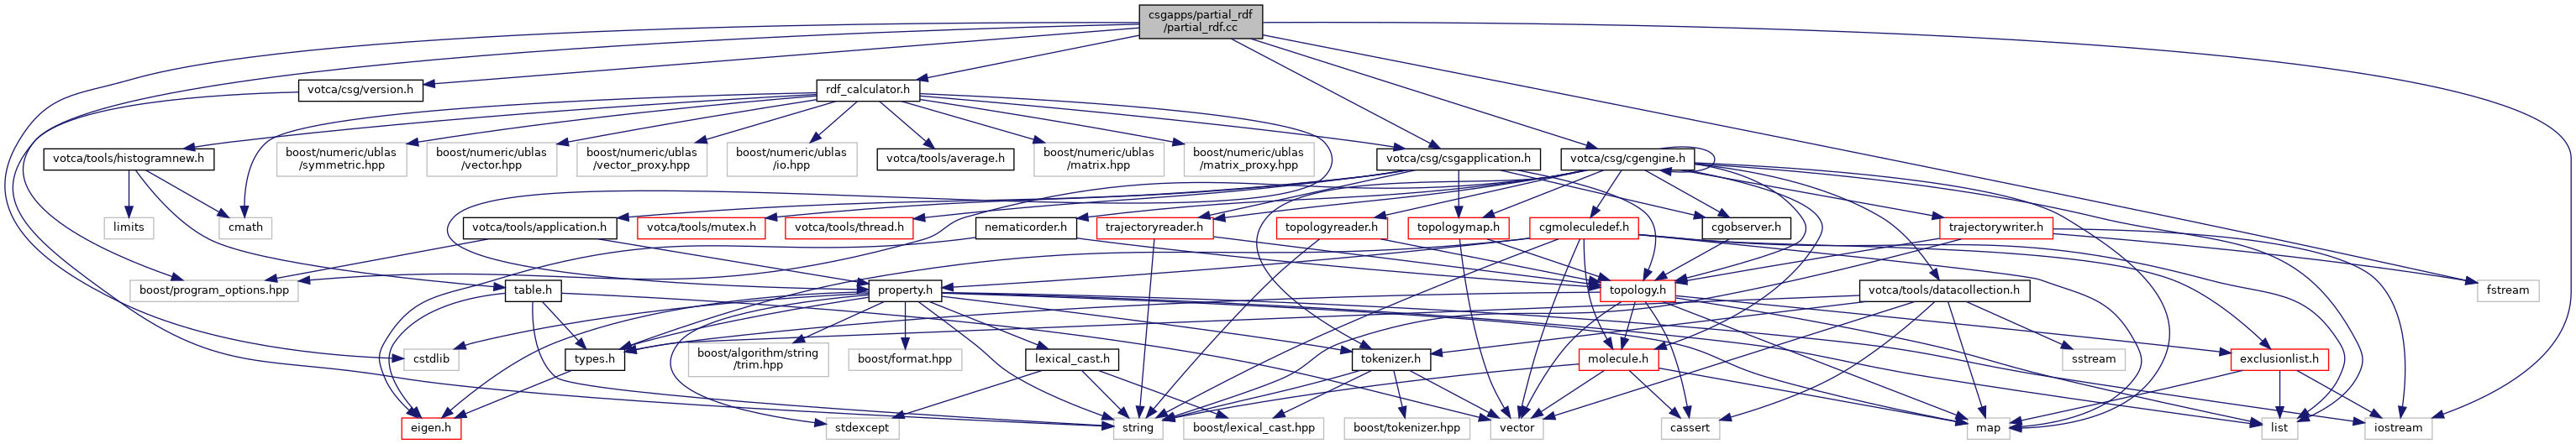 csgapps/partial_rdf
/partial_rdf.cc
votca/csg/version.h
rdf_calculator.h
votca/tools/histogramnew.h
boost/numeric/ublas
/symmetric.hpp
boost/numeric/ublas
/vector.hpp
boost/numeric/ublas
/vector_proxy.hpp
boost/numeric/ublas
/io.hpp
votca/tools/average.h
boost/numeric/ublas
/matrix.hpp
boost/numeric/ublas
/matrix_proxy.hpp
votca/csg/csgapplication.h
votca/csg/cgengine.h
limits
cmath
votca/tools/application.h
votca/tools/mutex.h
votca/tools/thread.h
nematicorder.h
trajectoryreader.h
topologyreader.h
topologymap.h
cgmoleculedef.h
cgobserver.h
trajectorywriter.h
boost/program_options.hpp
table.h
property.h
topology.h
votca/tools/datacollection.h
fstream
cstdlib
types.h
boost/algorithm/string
/trim.hpp
boost/format.hpp
lexical_cast.h
tokenizer.h
molecule.h
exclusionlist.h
sstream
eigen.h
stdexcept
string
boost/lexical_cast.hpp
boost/tokenizer.hpp
vector
cassert
map
list
iostream